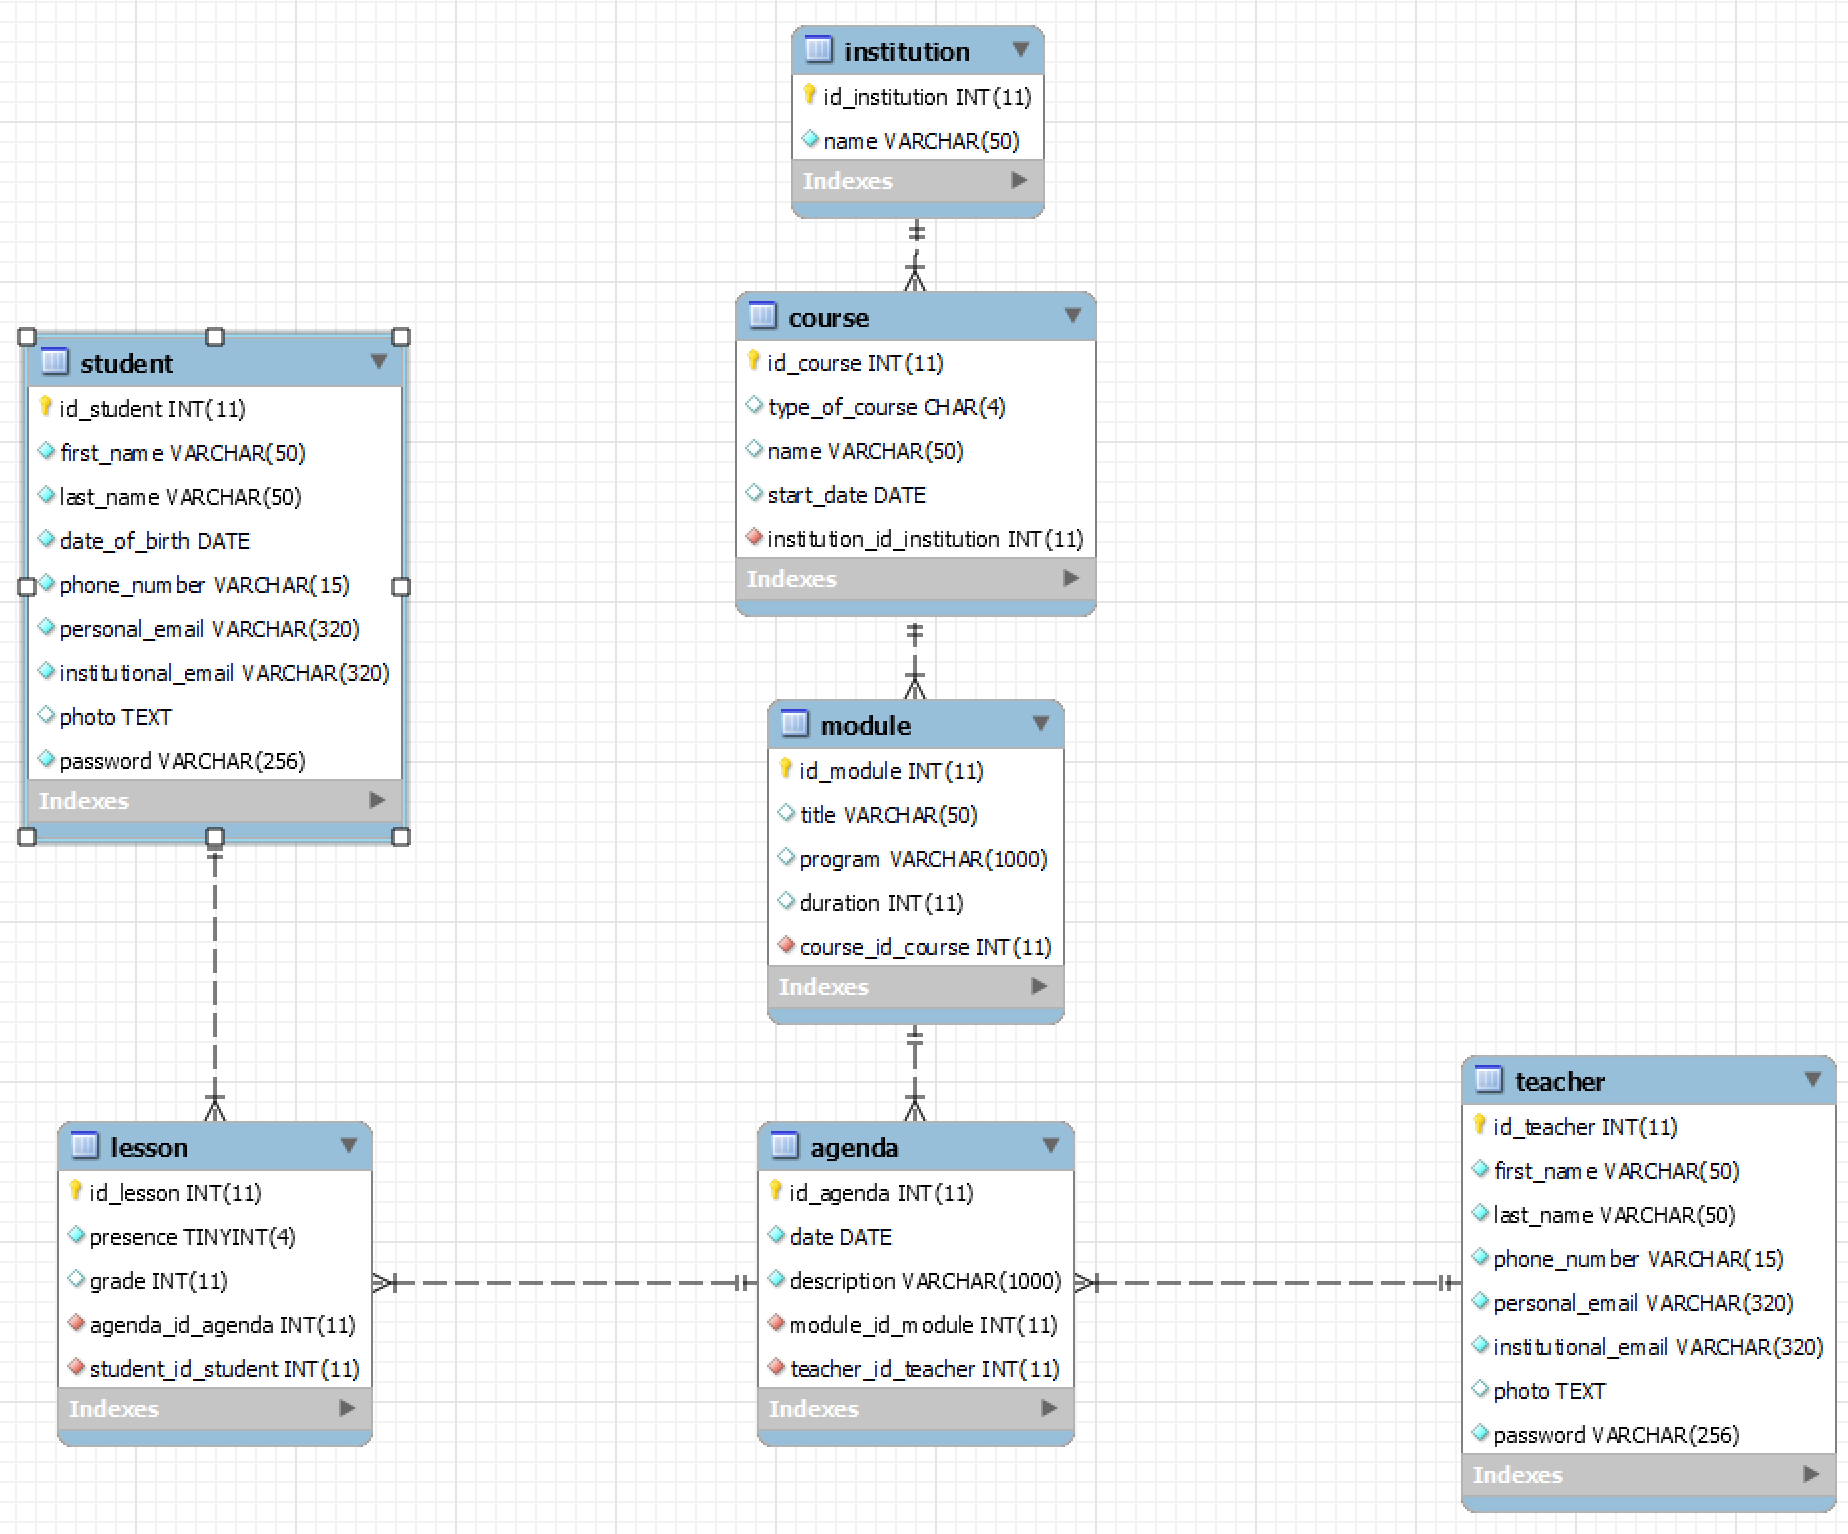 institution
id_institution INT(11)
name VARCHAR(50)
Indexes
course
id_course INT(11)
type_of_course CHAR(4)
name VARCHAR(50)
start_date DATE
institution_id_institution INT(11)
Indexes
student
id_student INT(11)
first_name VARCHAR(50)
last_name VARCHAR(50)
date_of_birth DATE
phone_number VARCHAR(15)
personal_email VARCHAR(320)
institutional_email VARCHAR(320)
photo TEXT
password VARCHAR(256)
Indexes
module
id_module INT(11)
title VARCHAR(50)
program VARCHAR(1000)
duration INT(11)
course_id_course INT(11)
Indexes
lesson
id_lesson INT(11)
presence TINYINT(4)
grade INT(11)
agenda_id_agenda INT(11)
student_id_student INT(11)
Indexes
agenda
id_agenda INT(11)
date DATE
description VARCHAR(1000)
module_id_module INT(11)
teacher_id_teacher INT(11)
Indexes
teacher
id_teacher INT(11)
first_name VARCHAR(50)
last_name VARCHAR(50)
phone_number VARCHAR(15)
personal_email VARCHAR(320)
institutional_email VARCHAR(320)
photo TEXT
password VARCHAR(256)
Indexes